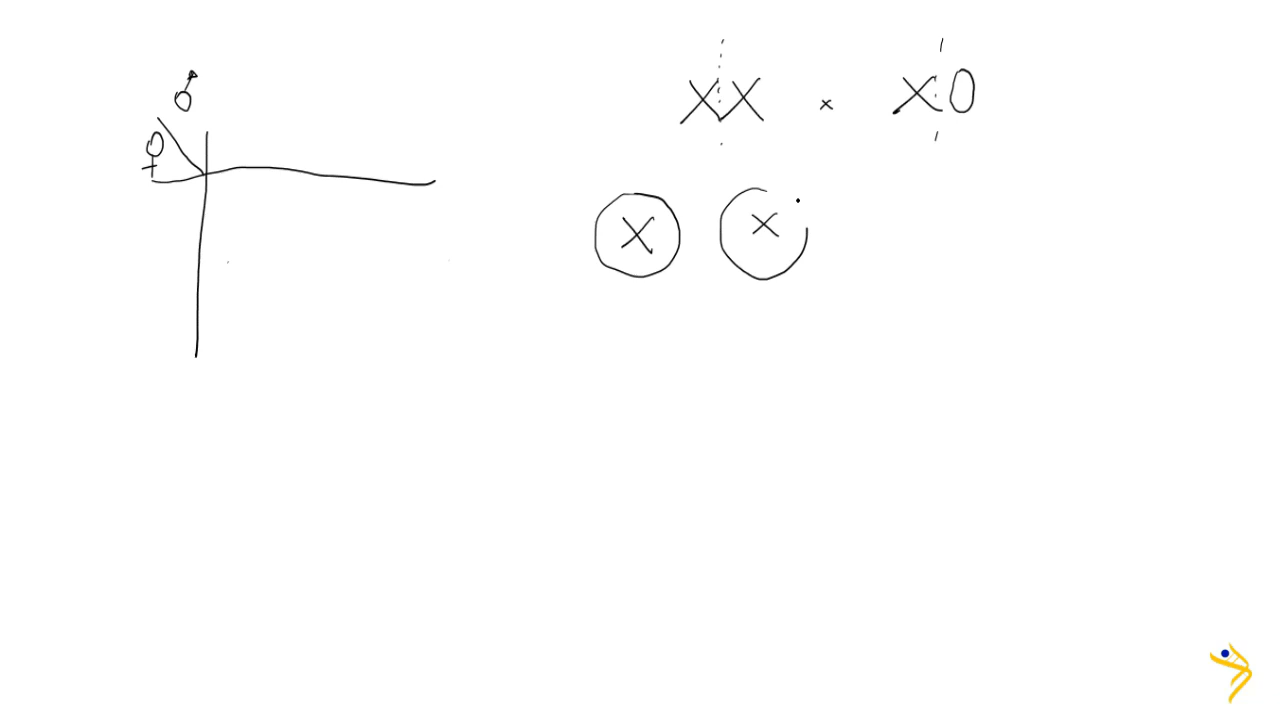 ♂
♀
XX × XO
X X